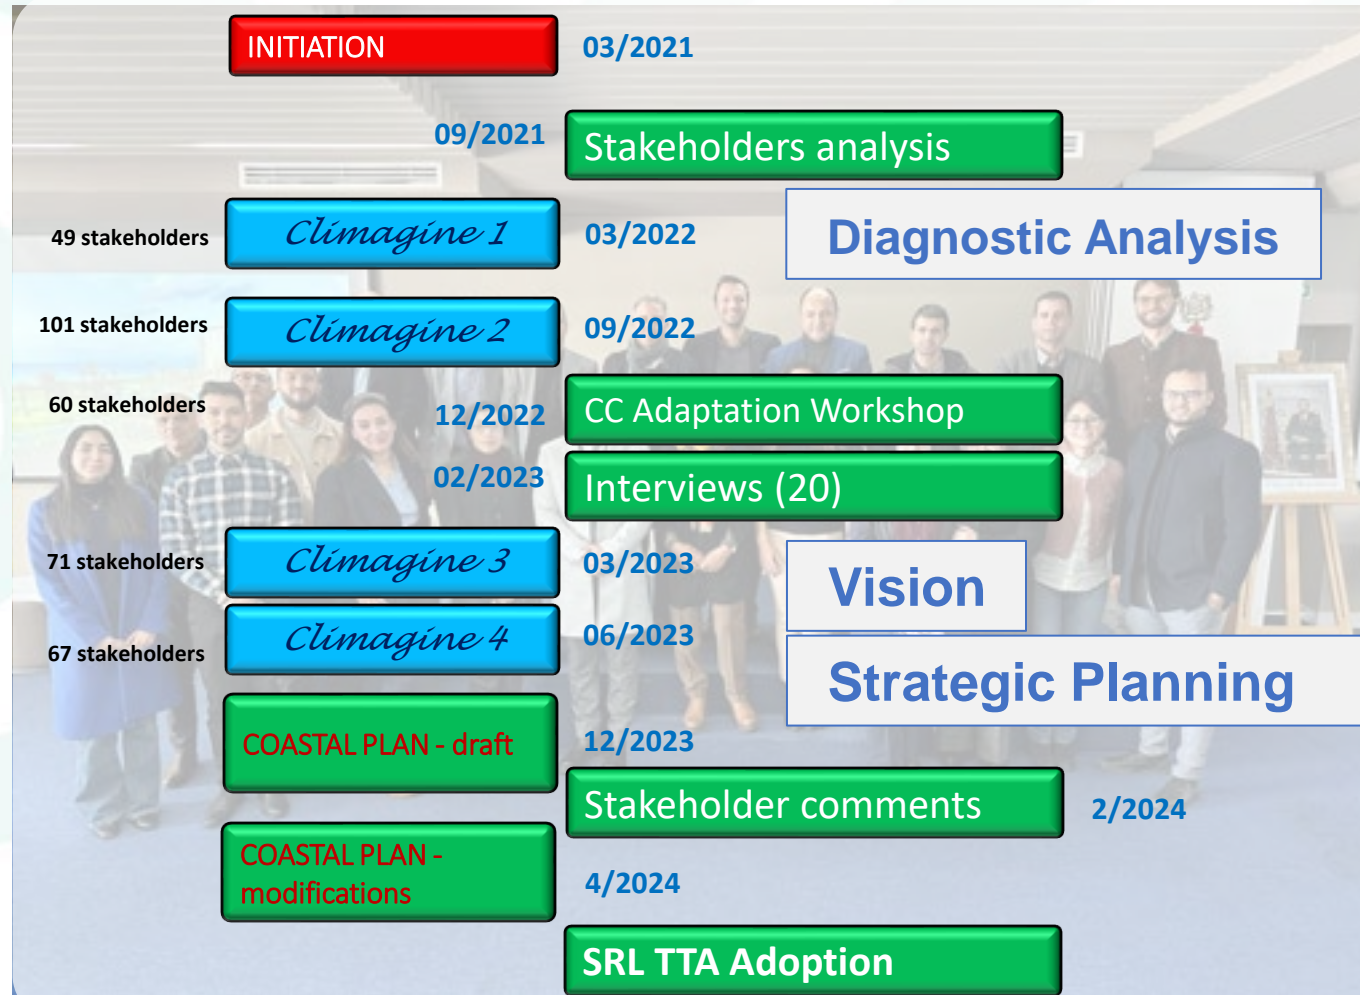 INITIATION
03/2021
09/2021
Stakeholders analysis
49 stakeholders
Climagine 1
03/2022
Diagnostic Analysis
101 stakeholders
Climagine 2
09/2022
60 stakeholders
12/2022
CC Adaptation Workshop
02/2023
Interviews (20)
71 stakeholders
Climagine 3
03/2023
Vision
67 stakeholders
Climagine 4
06/2023
Strategic Planning
COASTAL PLAN - draft
12/2023
Stakeholder comments
2/2024
COASTAL PLAN -
modifications
4/2024
SRL TTA Adoption